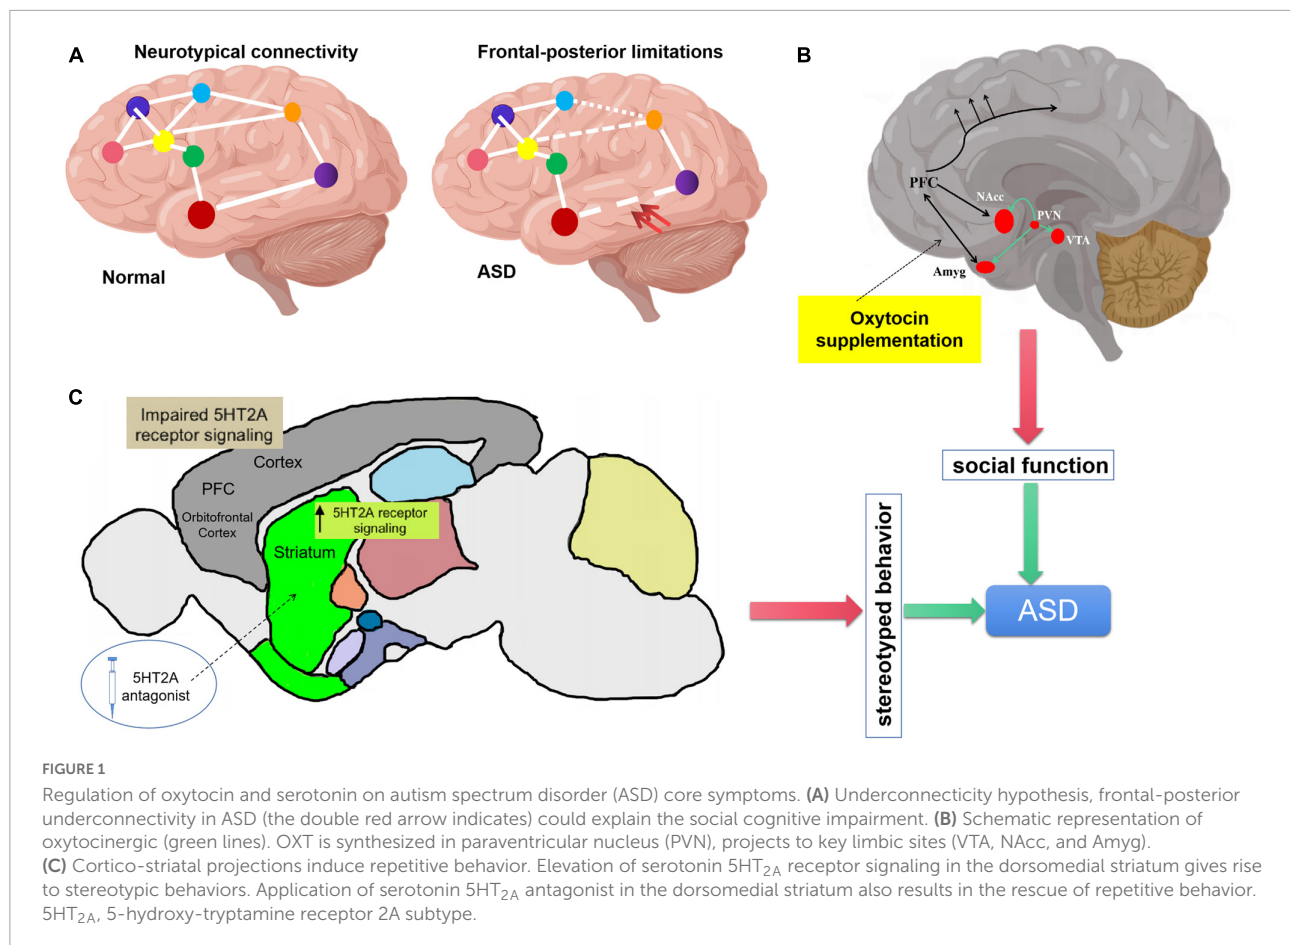 A
Neurotypical connectivity
Normal
Frontal-posterior limitations
ASD
B
PFC
NAcc
PVN
VTA
Amyg
Oxytocin
supplementation
C
Impaired 5HT2A
receptor signaling
Cortex
PFC
Orbitofrontal
Cortex
5HT2A receptor
signaling
Striatum
5HT2A
antagonist
social function
stereotyped behavior
ASD
FIGURE 1
Regulation of oxytocin and serotonin on autism spectrum disorder (ASD) core symptoms. (A) Underconnecticity hypothesis, frontal-posterior
underconnectivity in ASD (the double red arrow indicates) could explain the social cognitive impairment. (B) Schematic representation of
oxytocinergic (green lines). OXT is synthesized in paraventricular nucleus (PVN), projects to key limbic sites (VTA, NAcc, and Amyg).
(C) Cortico-striatal projections induce repetitive behavior. Elevation of serotonin 5HT2A receptor signaling in the dorsomedial striatum gives rise
to stereotypic behaviors. Application of serotonin 5HT2A antagonist in the dorsomedial striatum also results in the rescue of repetitive behavior.
5HT2A, 5-hydroxy-tryptamine receptor 2A subtype.